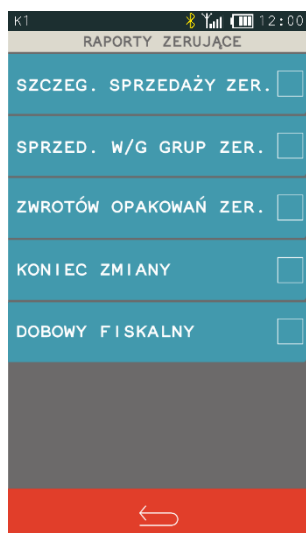 K1 12:00
RAPORTY ZERUJĄCE
SZCZEG. SPRZEDAŻY ZER.
SPRZED. W/G GRUP ZER.
ZWROTÓW OPAKOWAŃ ZER.
KONIEC ZMIANY
DOBOWY FISKALNY